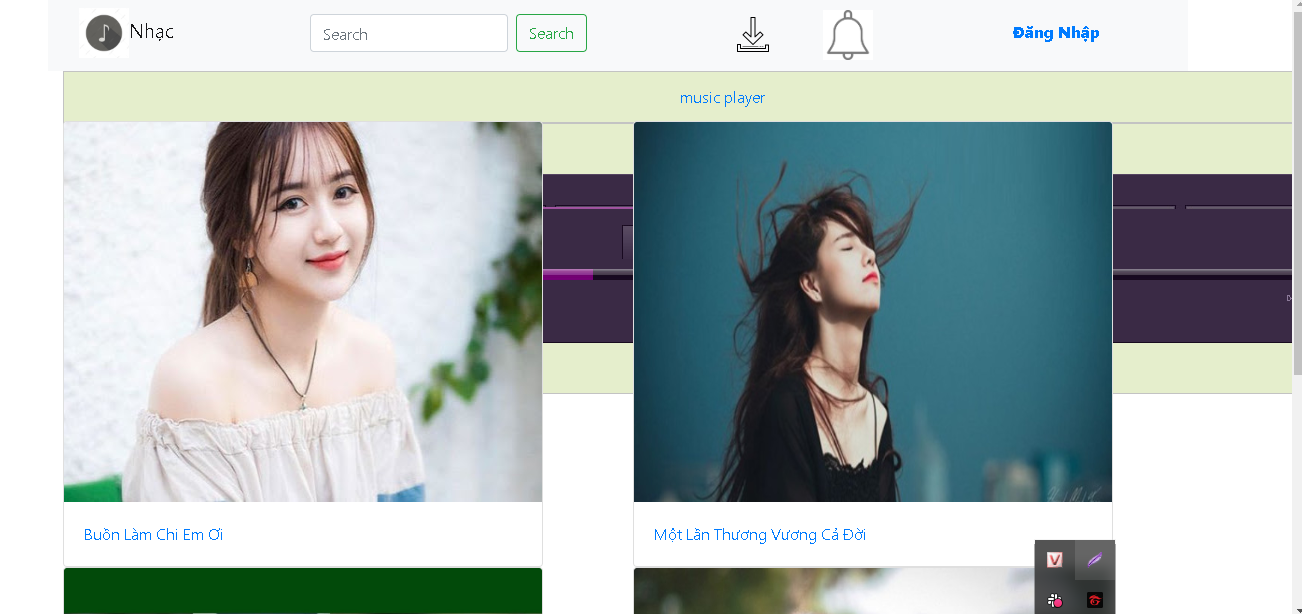 Nhạc
Search
Search
Đăng Nhập
music player
Buồn Làm Chi Em Ơi
Một Lần Thương Vương Cả Đời
V